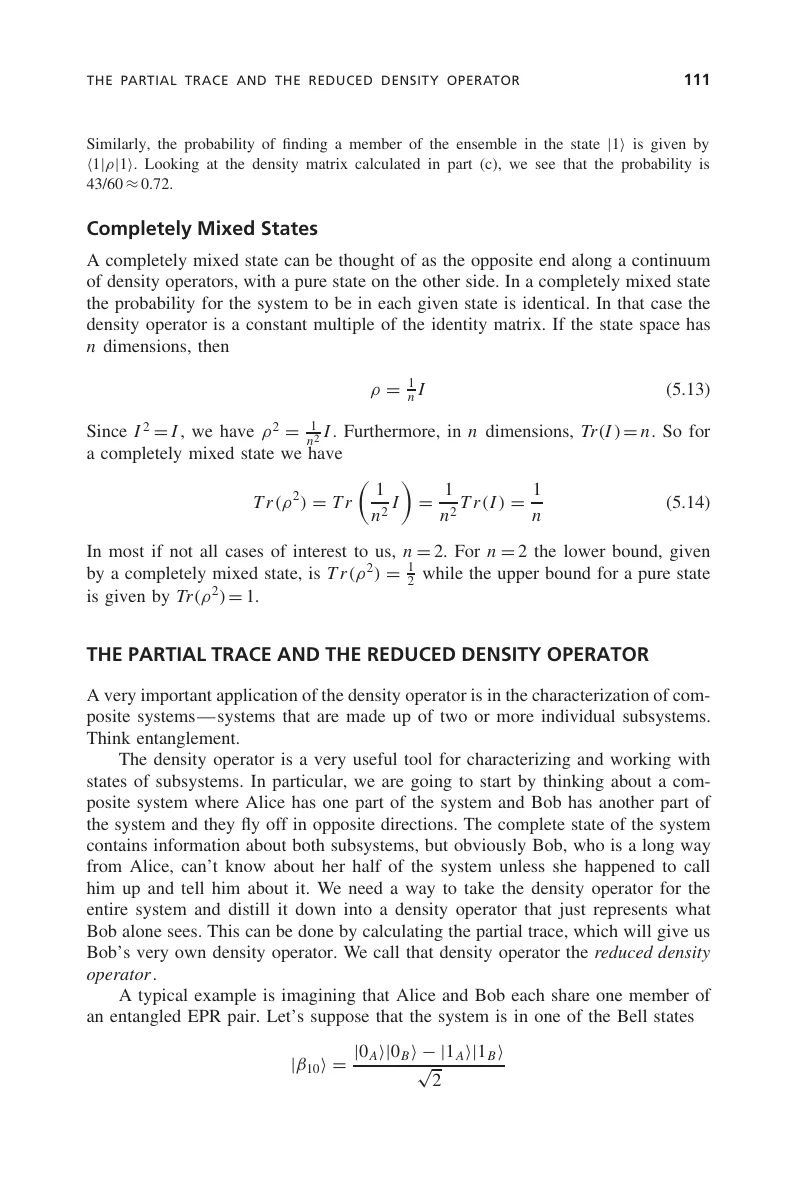 THE PARTIAL TRACE AND THE REDUCED DENSITY OPERATOR 111
Similarly, the probability of finding a member of the ensemble in the state |1⟩ is given by
⟨1|ρ|1⟩. Looking at the density matrix calculated in part (c), we see that the probability is
43/60 ≈ 0.72.
Completely Mixed States
A completely mixed state can be thought of as the opposite end along a continuum
of density operators, with a pure state on the other side. In a completely mixed state
the probability for the system to be in each given state is identical. In that case the
density operator is a constant multiple of the identity matrix. If the state space has
n dimensions, then
ρ = 1/n I (5.13)
Since I² = I, we have ρ² = 1/n² I. Furthermore, in n dimensions, Tr(I) = n. So for
a completely mixed state we have
Tr(ρ²) = Tr (1/n² I) = 1/n² Tr(I) = 1/n (5.14)
In most if not all cases of interest to us, n = 2. For n = 2 the lower bound, given
by a completely mixed state, is Tr(ρ²) = 1/2 while the upper bound for a pure state
is given by Tr(ρ²) = 1.
THE PARTIAL TRACE AND THE REDUCED DENSITY OPERATOR
A very important application of the density operator is in the characterization of com-
posite systems—systems that are made up of two or more individual subsystems.
Think entanglement.
The density operator is a very useful tool for characterizing and working with
states of subsystems. In particular, we are going to start by thinking about a com-
posite system where Alice has one part of the system and Bob has another part of
the system and they fly off in opposite directions. The complete state of the system
contains information about both subsystems, but obviously Bob, who is a long way
from Alice, can't know about her half of the system unless she happened to call
him up and tell him about it. We need a way to take the density operator for the
entire system and distill it down into a density operator that just represents what
Bob alone sees. This can be done by calculating the partial trace, which will give us
Bob's very own density operator. We call that density operator the reduced density
operator.
A typical example is imagining that Alice and Bob each share one member of
an entangled EPR pair. Let's suppose that the system is in one of the Bell states
|β₁₀⟩ = (|0_A⟩|0_B⟩ − |1_A⟩|1_B⟩)/√2